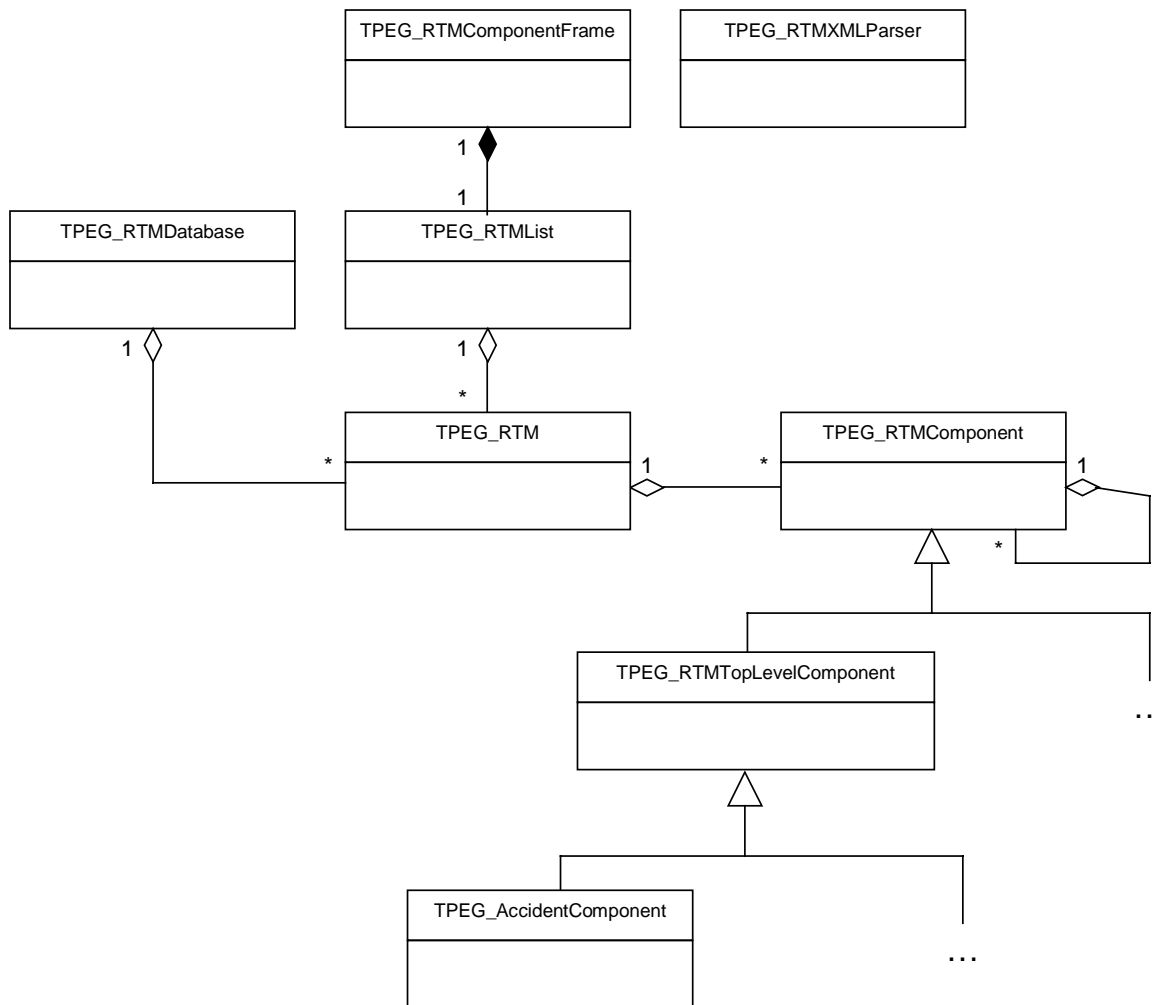 TPEG_RTMComponentFrame
TPEG_RTMXMLParser
1
1
TPEG_RTMDatabase
TPEG_RTMList
1
1
*
TPEG_RTM
TPEG_RTMComponent
*
1
*
1
*
TPEG_RTMTopLevelComponent
...
TPEG_AccidentComponent
...